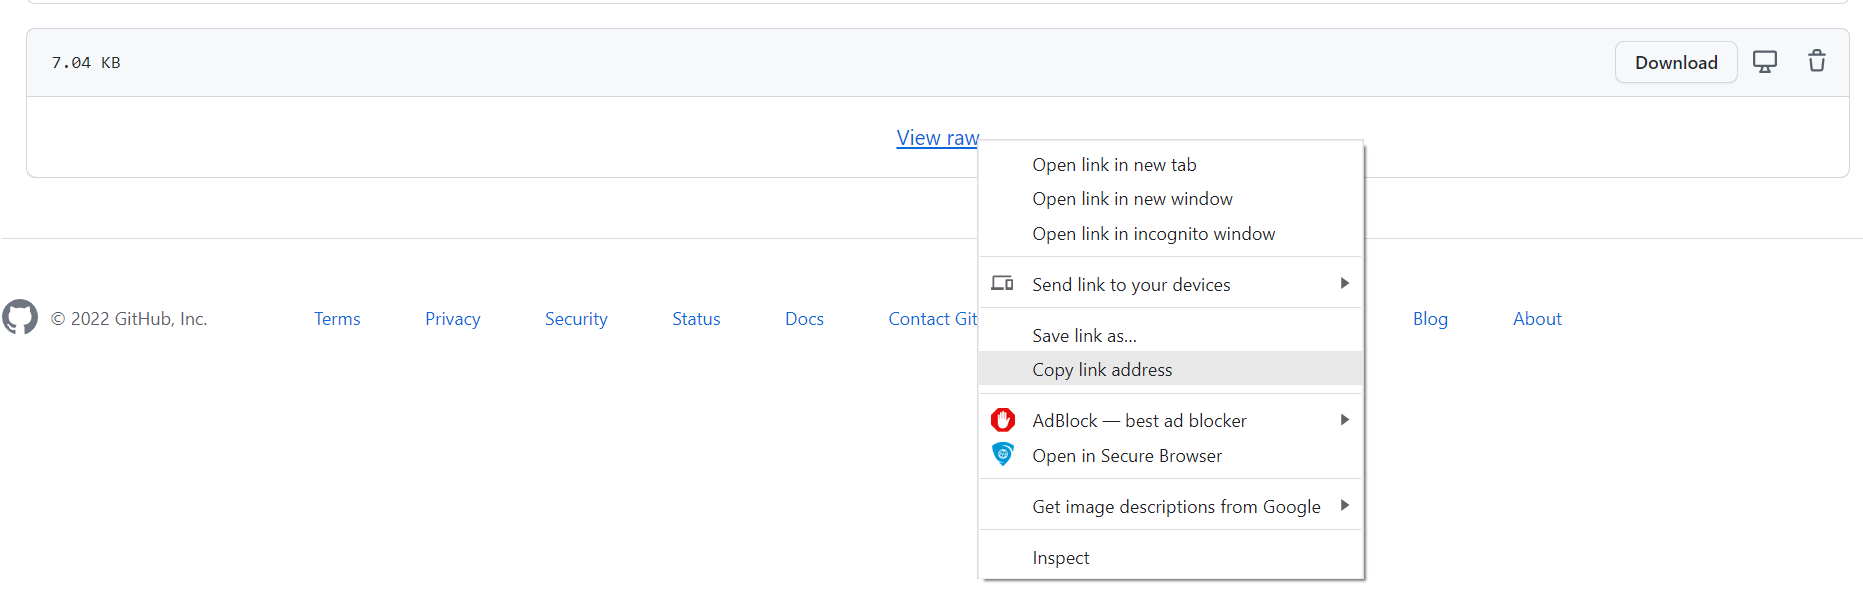 7.04 KB
Download
View raw
Open link in new tab
Open link in new window
Open link in incognito window
Send link to your devices
Save link as...
Copy link address
AdBlock — best ad blocker
Open in Secure Browser
Get image descriptions from Google
Inspect
© 2022 GitHub, Inc.
Terms
Privacy
Security
Status
Docs
Contact Git
Blog
About